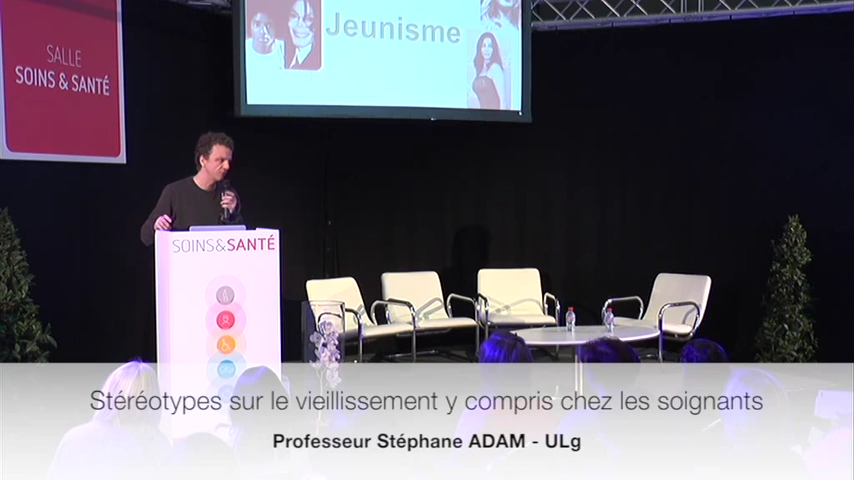 Jeunisme
SALLE
SOINS & SANTÉ
SOINS&SANTÉ
Stéréotypes sur le vieillissement y compris chez les soignants
Professeur Stéphane ADAM - ULg